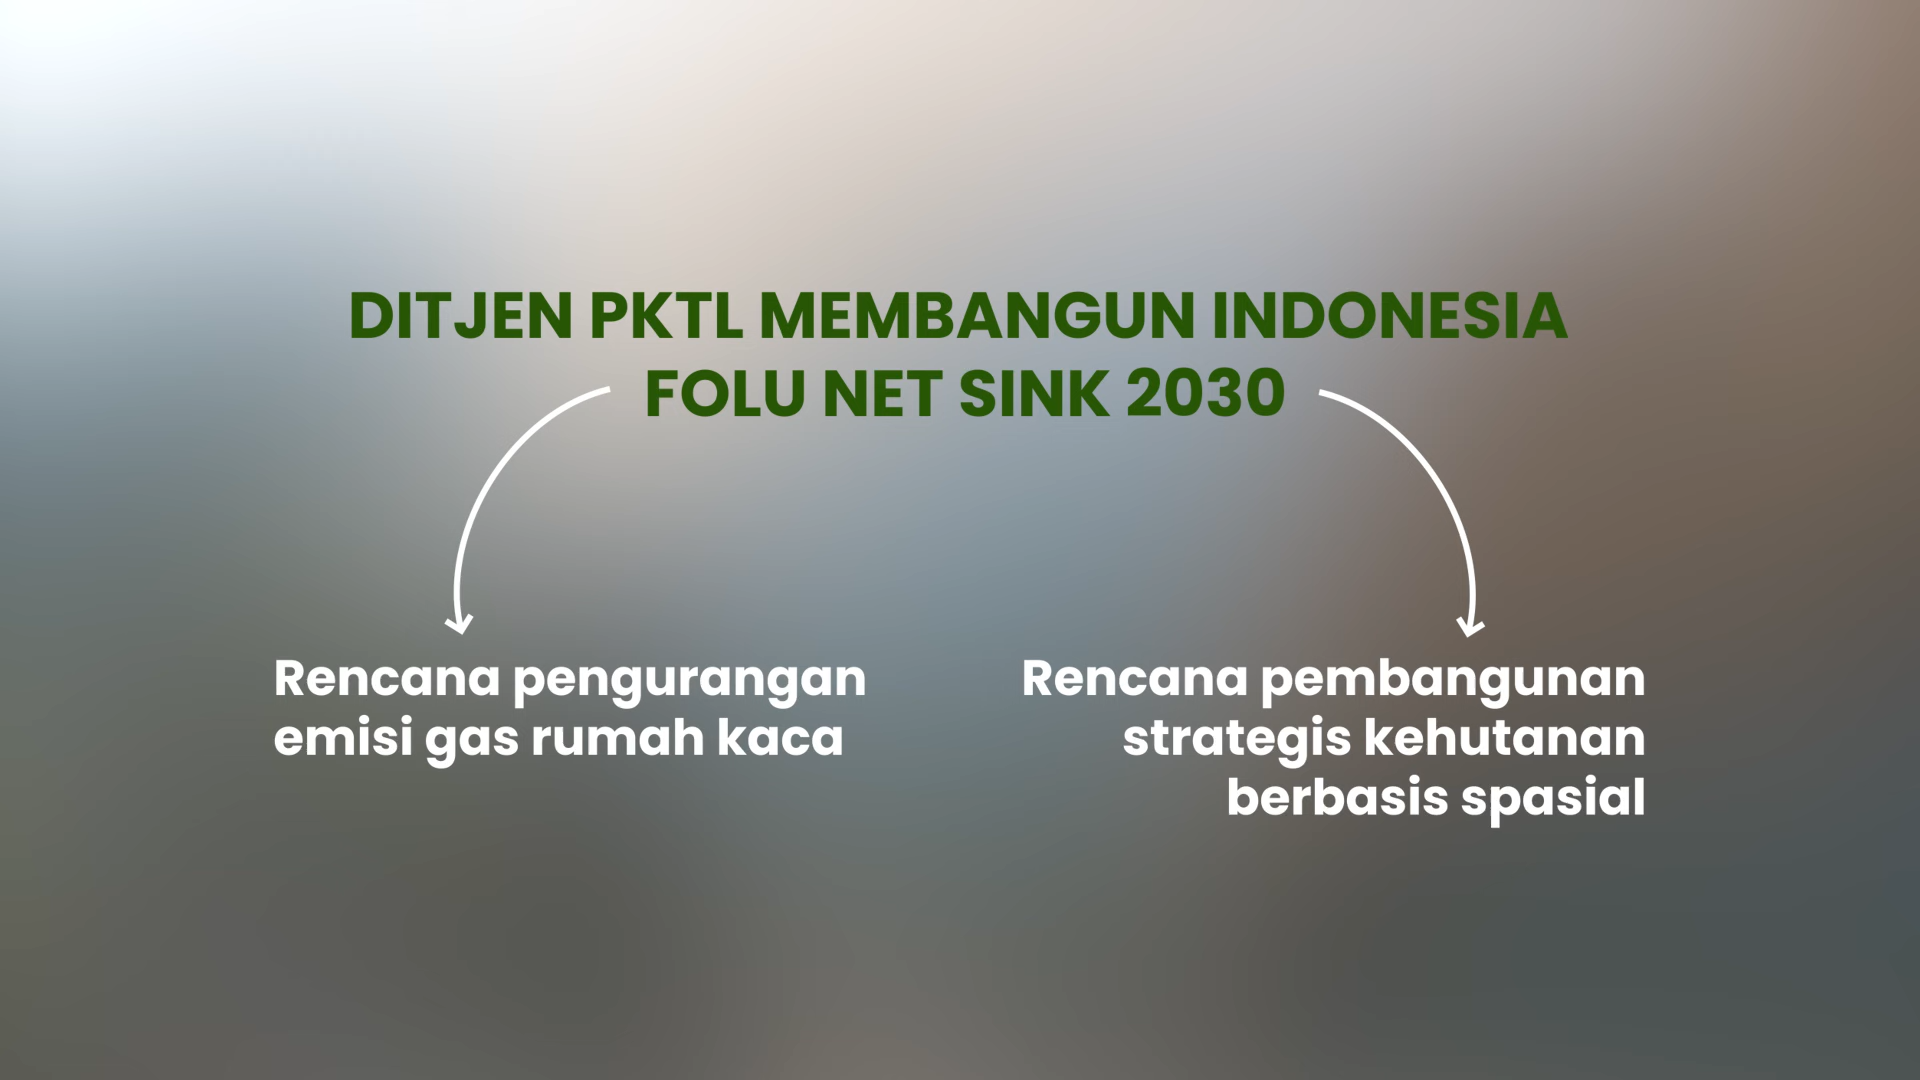 DITJEN PKTL MEMBANGUN INDONESIA
FOLU NET SINK 2030
Rencana pengurangan
emisi gas rumah kaca
Rencana pembangunan
strategis kehutanan
berbasis spasial